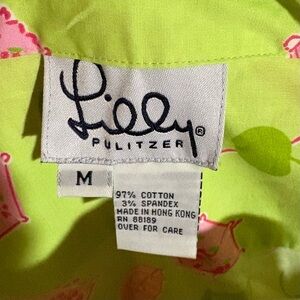 Lilly®
PULITZER
M
97% COTTON
3% SPANDEX
MADE IN HONG KONG
RN 88189
OVER FOR CARE